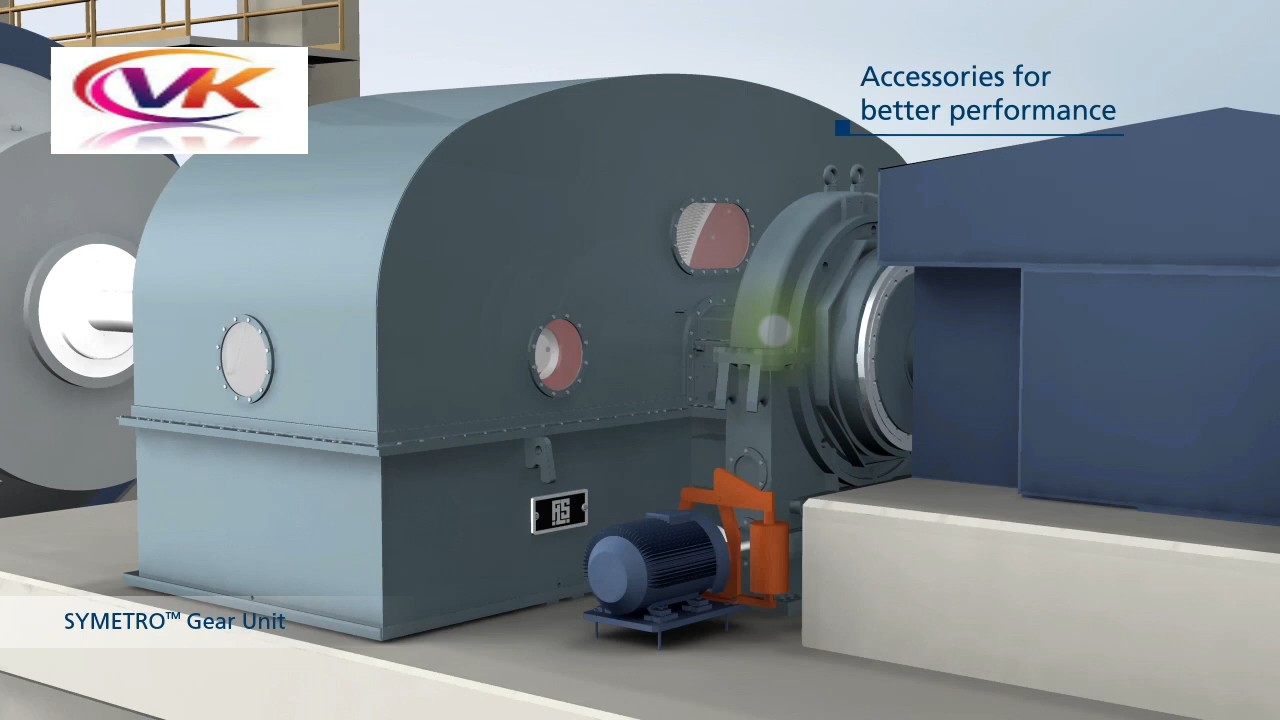 VK
Accessories for
better performance
SYMETRO™ Gear Unit